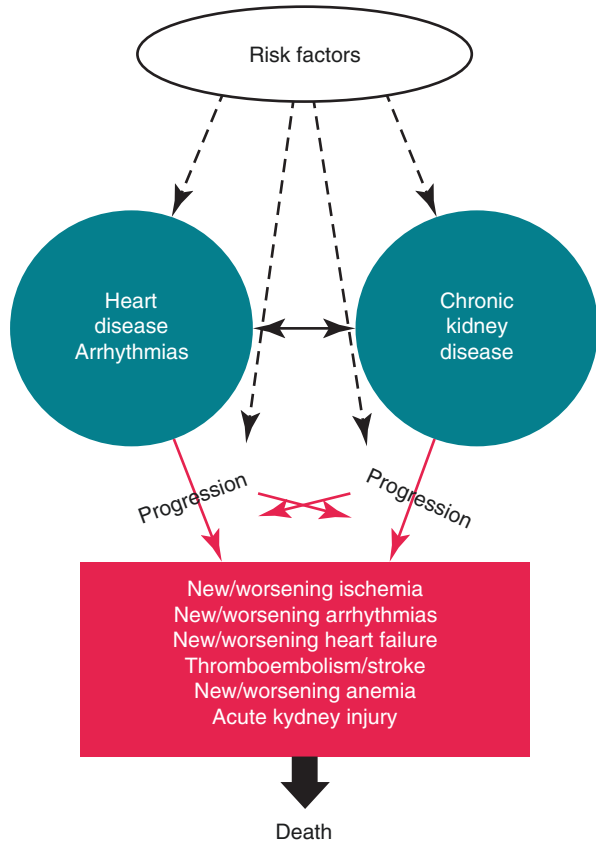 Risk factors
Heart
disease
Arrhythmias
Chronic
kidney
disease
Progression
Progression
New/worsening ischemia
New/worsening arrhythmias
New/worsening heart failure
Thromboembolism/stroke
New/worsening anemia
Acute kydney injury
Death